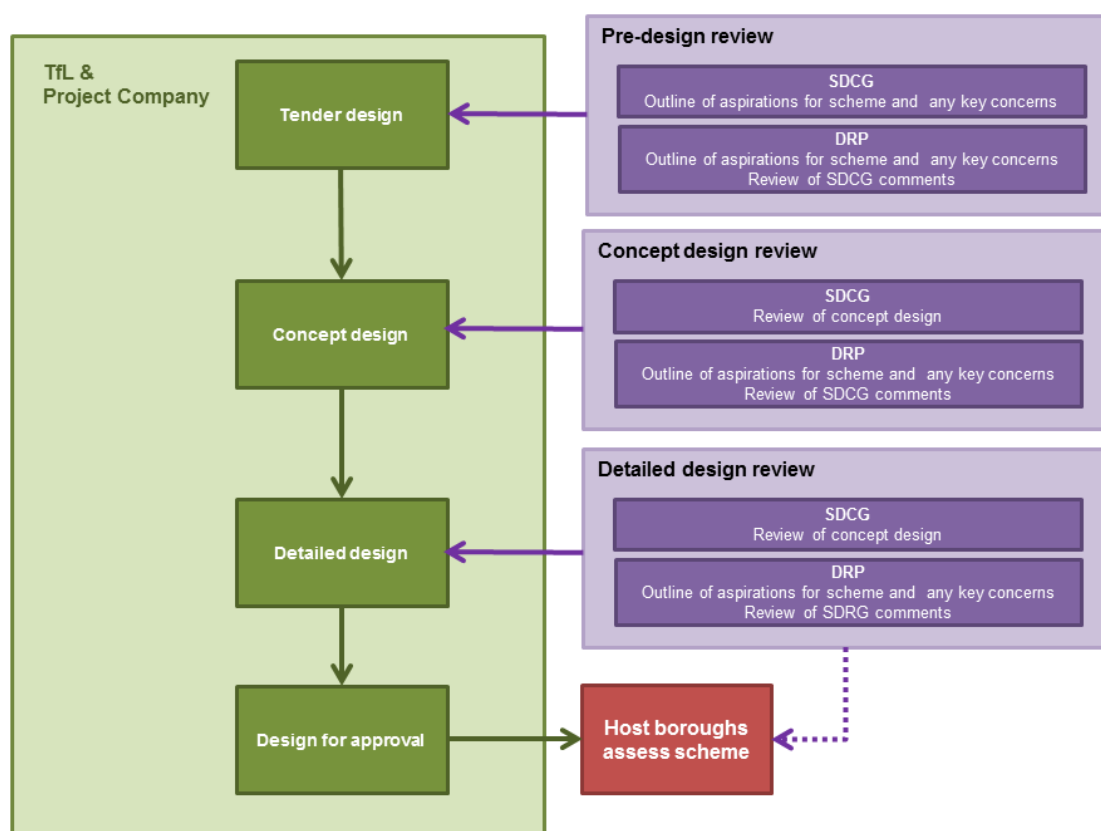 TfL &
Project Company
Tender design
Concept design
Detailed design
Design for approval
Pre-design review
SDCG
Outline of aspirations for scheme and any key concerns
DRP
Outline of aspirations for scheme and any key concerns
Review of SDCG comments
Concept design review
SDCG
Review of concept design
DRP
Outline of aspirations for scheme and any key concerns
Review of SDCG comments
Detailed design review
SDCG
Review of concept design
DRP
Outline of aspirations for scheme and any key concerns
Review of SDRG comments
Host boroughs
assess scheme